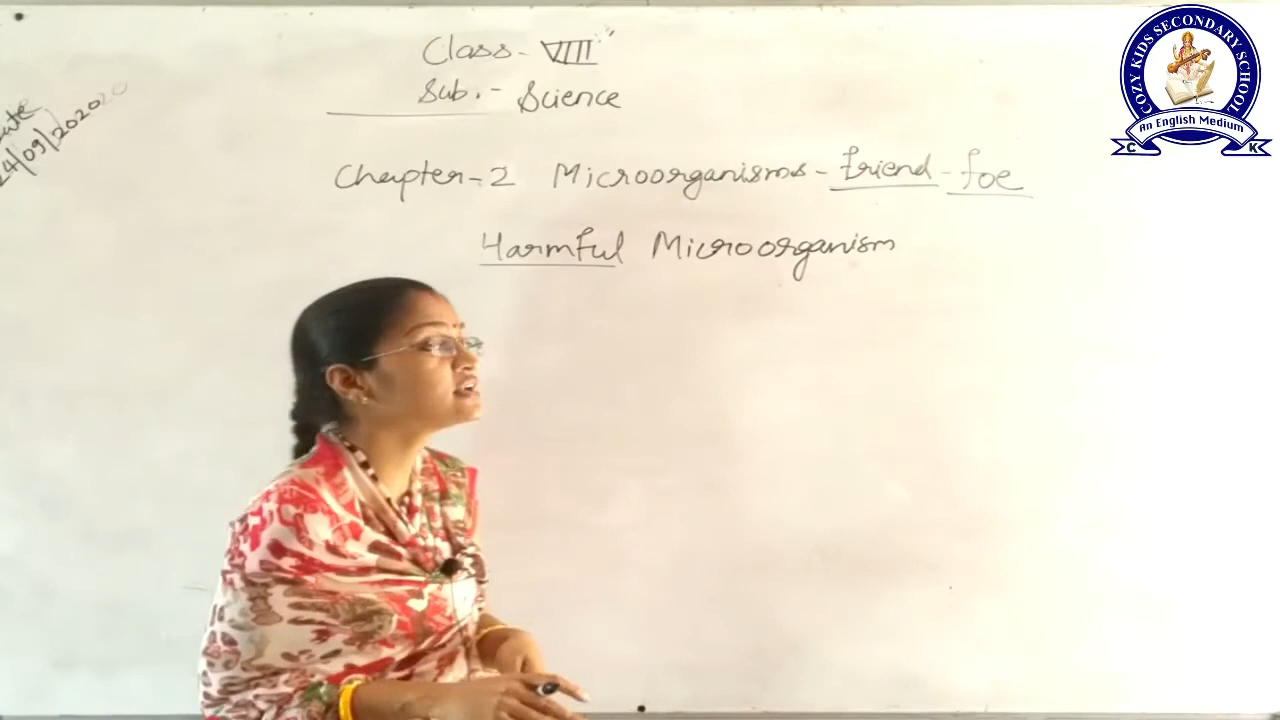 Class - VIII
Sub. - Science
24/09/2020
Chapter - 2 Microorganisms - friend - foe
Harmful Microorganism
COZY KIDS SECONDARY SCHOOL
An English Medium
C K